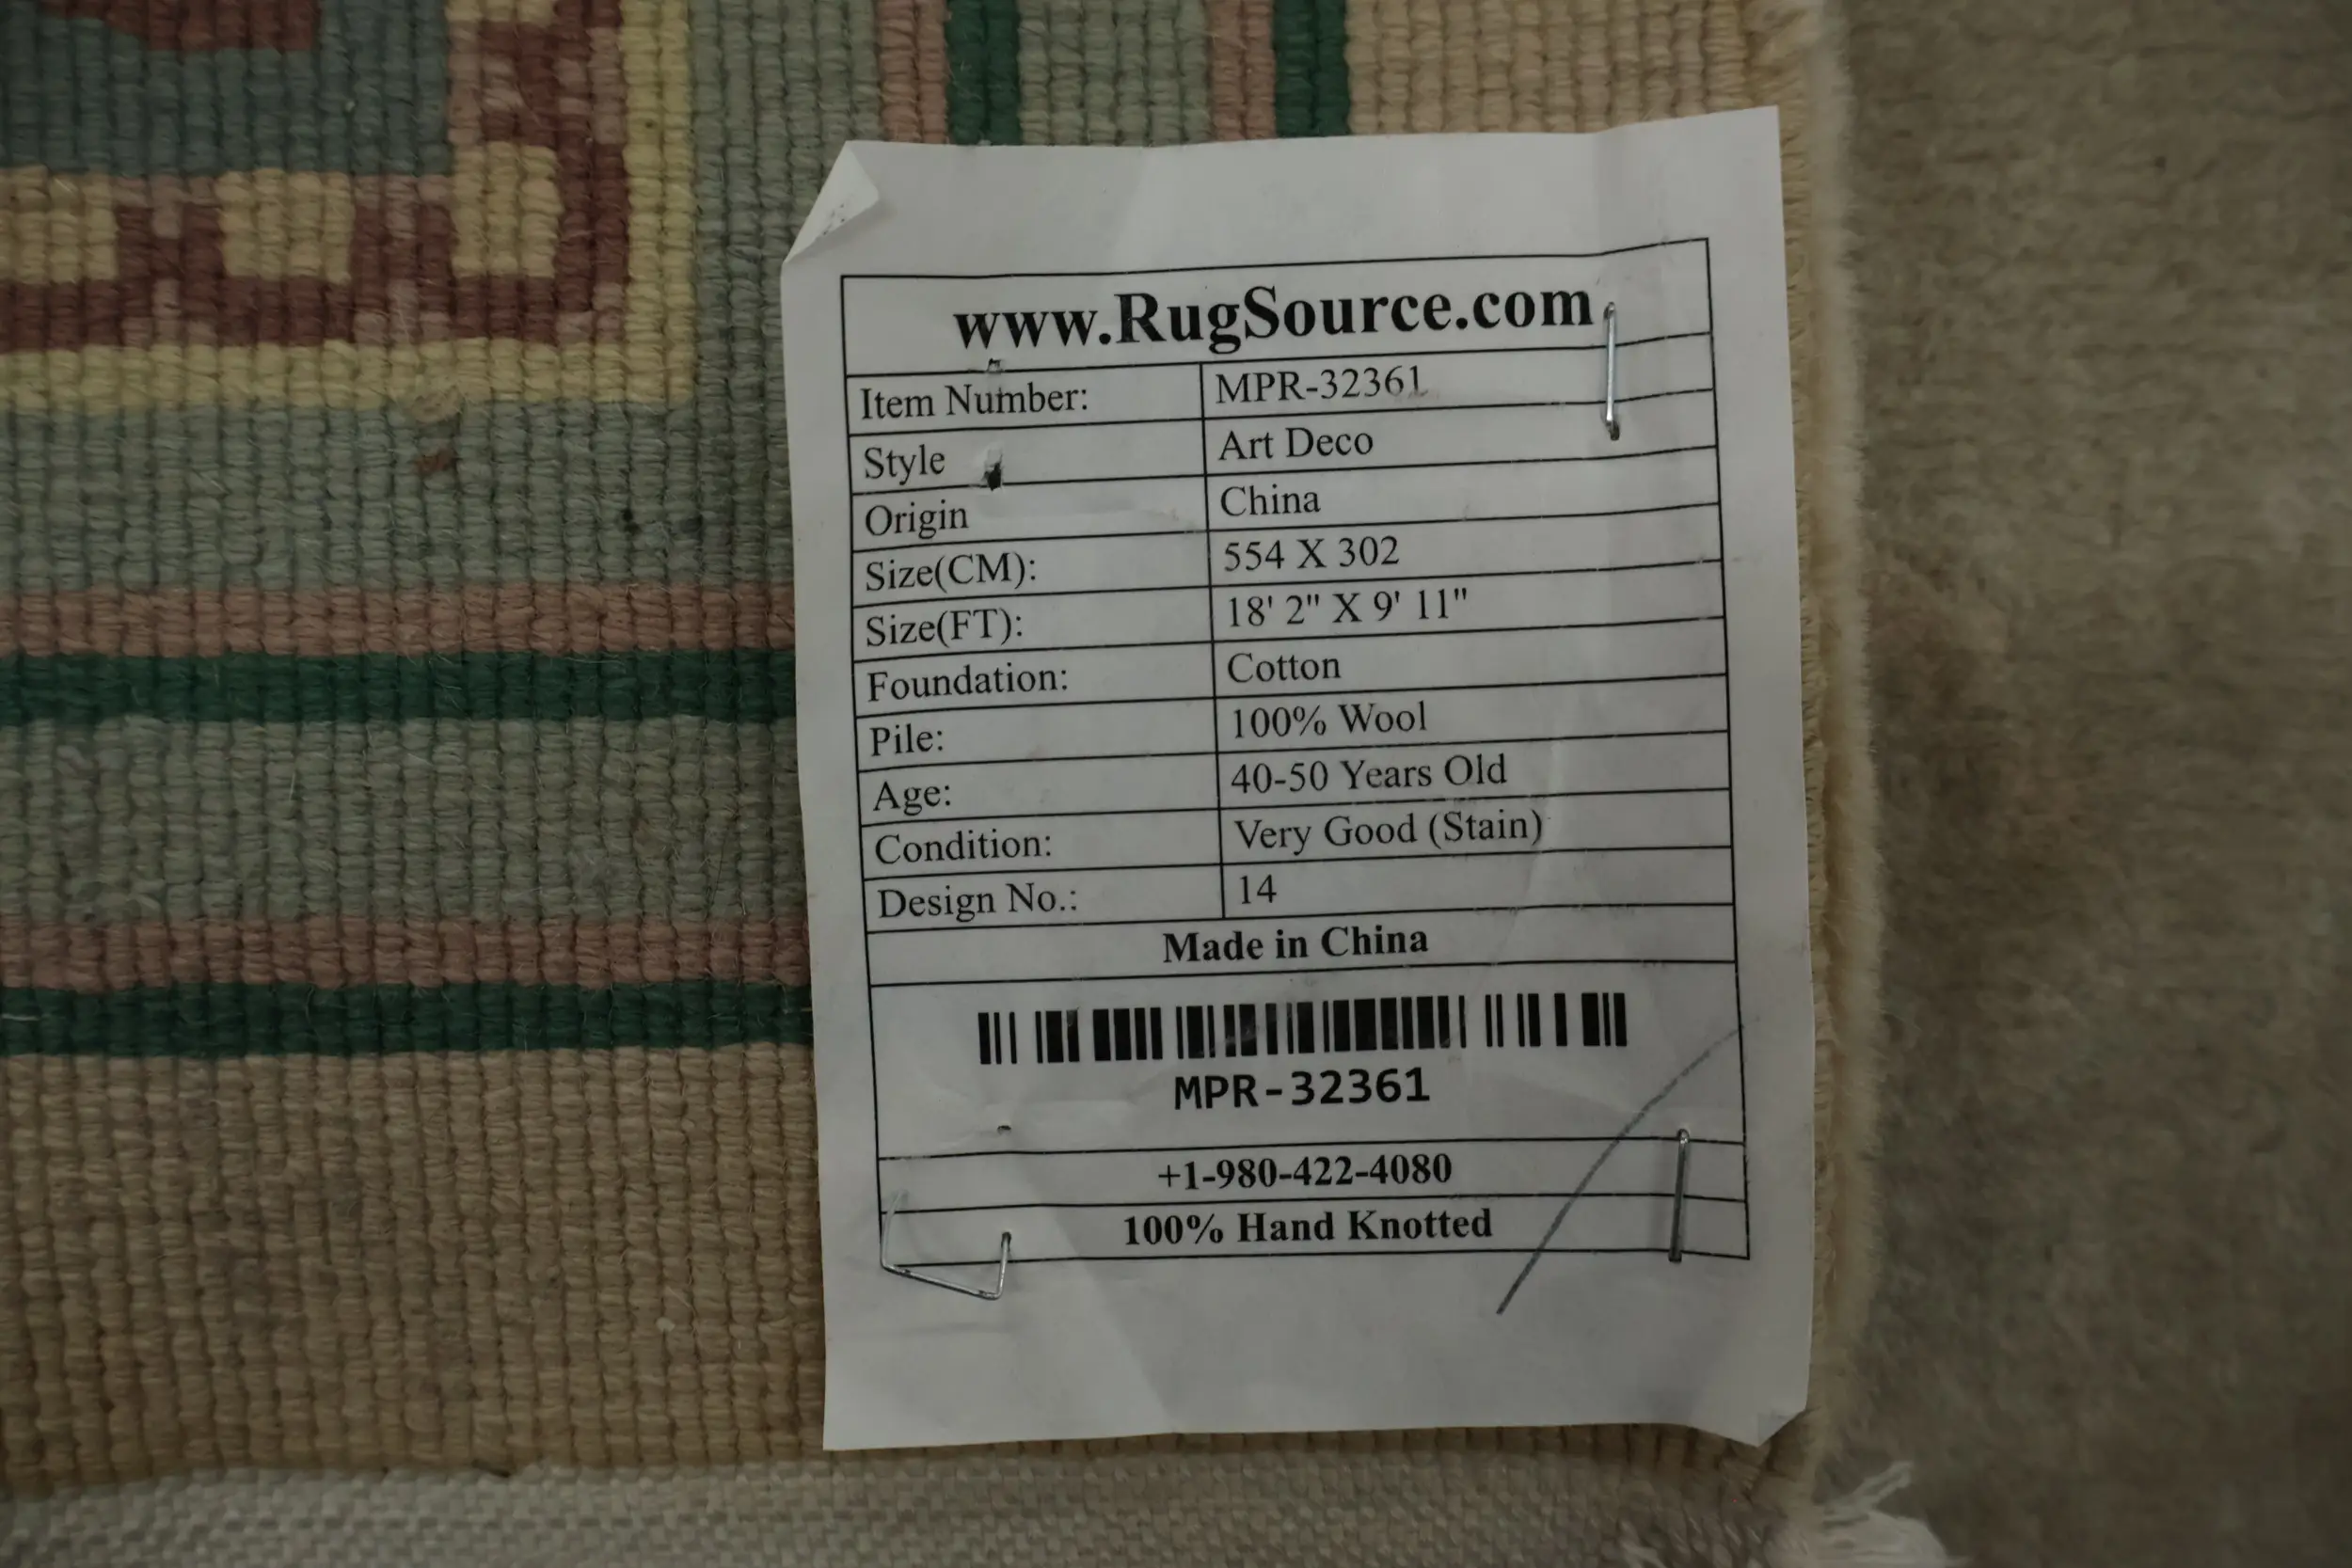 www.RugSource.com
Item Number: MPR-32361
Style Art Deco
Origin China
Size(CM): 554 X 302
Size(FT): 18' 2" X 9' 11"
Foundation: Cotton
Pile: 100% Wool
Age: 40-50 Years Old
Condition: Very Good (Stain)
Design No.: 14
Made in China
MPR-32361
+1-980-422-4080
100% Hand Knotted